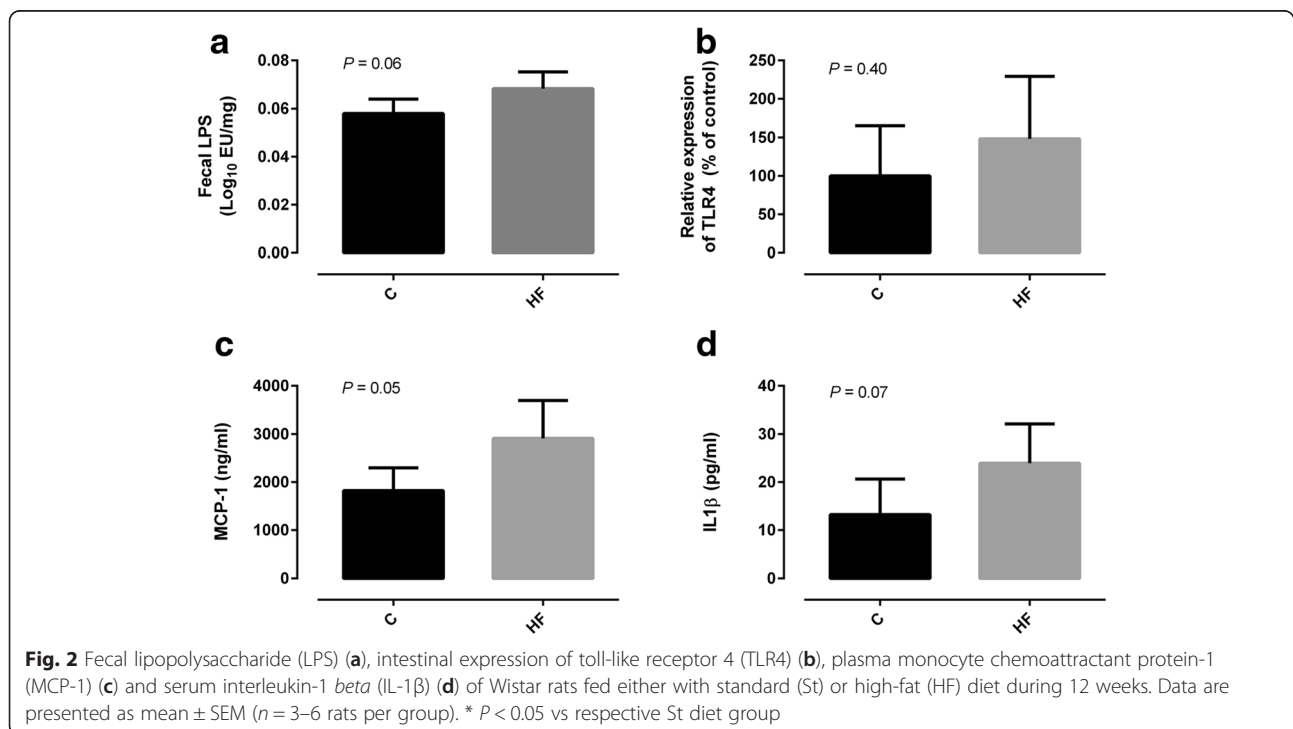 a
P = 0.06
Fecal LPS
(Log₁₀ EU/mg)
0.08
0.06
0.04
0.02
0.00
C
HF
b
P = 0.40
Relative expression
of TLR4 (% of control)
250
200
150
100
50
0
C
HF
c
P = 0.05
MCP-1 (ng/ml)
4000
3000
2000
1000
0
C
HF
d
P = 0.07
IL1β (pg/ml)
40
30
20
10
0
C
HF
Fig. 2 Fecal lipopolysaccharide (LPS) (a), intestinal expression of toll-like receptor 4 (TLR4) (b), plasma monocyte chemoattractant protein-1
(MCP-1) (c) and serum interleukin-1 beta (IL-1β) (d) of Wistar rats fed either with standard (St) or high-fat (HF) diet during 12 weeks. Data are
presented as mean ± SEM (n = 3–6 rats per group). * P < 0.05 vs respective St diet group